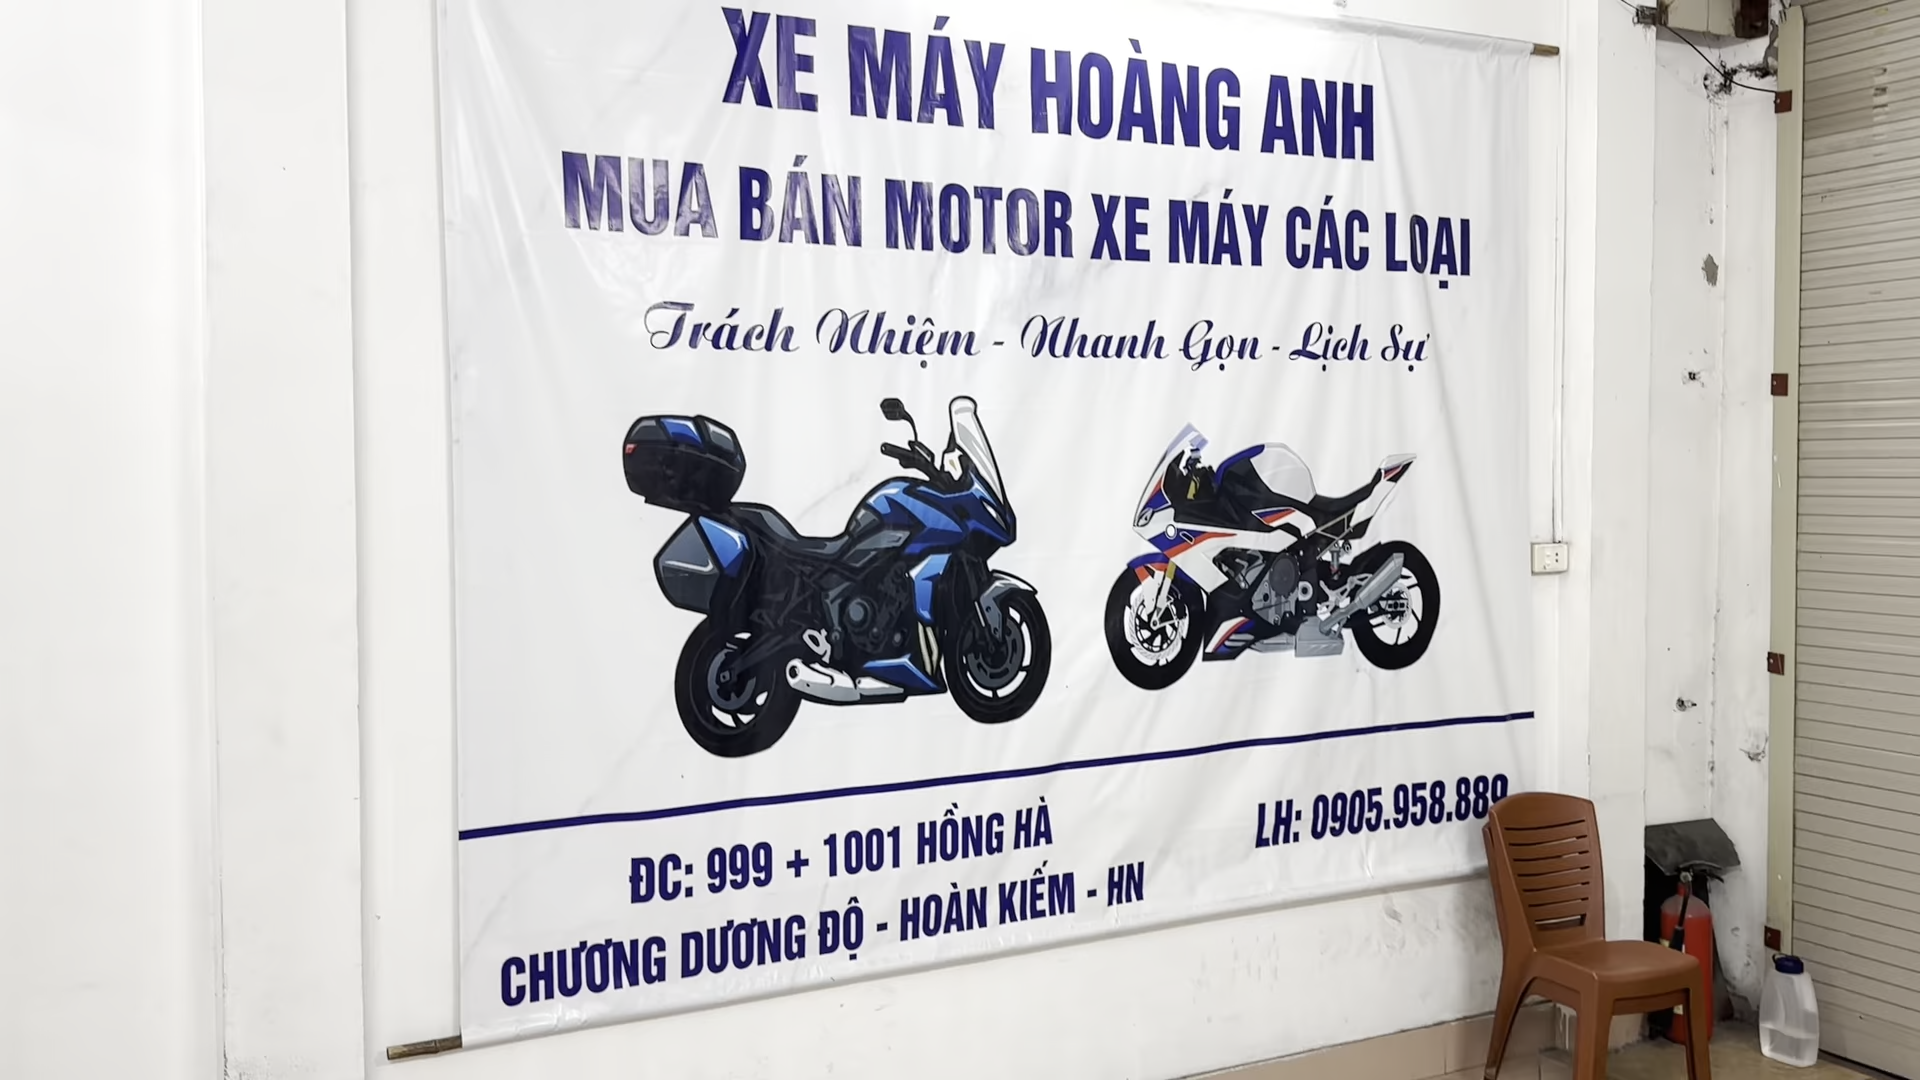 XE MÁY HOÀNG ANH
MUA BÁN MOTOR XE MÁY CÁC LOẠI
Trách Nhiệm - Nhanh Gọn - Lịch Sự
ĐC: 999 + 1001 HỒNG HÀ
LH: 0905.958.889
CHƯƠNG DƯƠNG ĐỘ - HOÀN KIẾM - HN